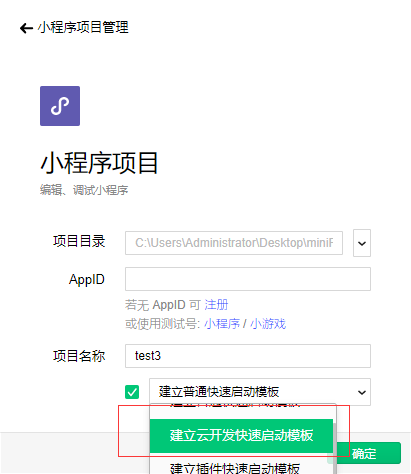 小程序项目管理
小程序项目
编辑、调试小程序
项目目录 C:\Users\Administrator\Desktop\miniF
AppID
若无 AppID 可 注册
或使用测试号: 小程序 / 小游戏
项目名称 test3
建立普通快速启动模板
建立云开发快速启动模板
建立插件快速启动模板
确定